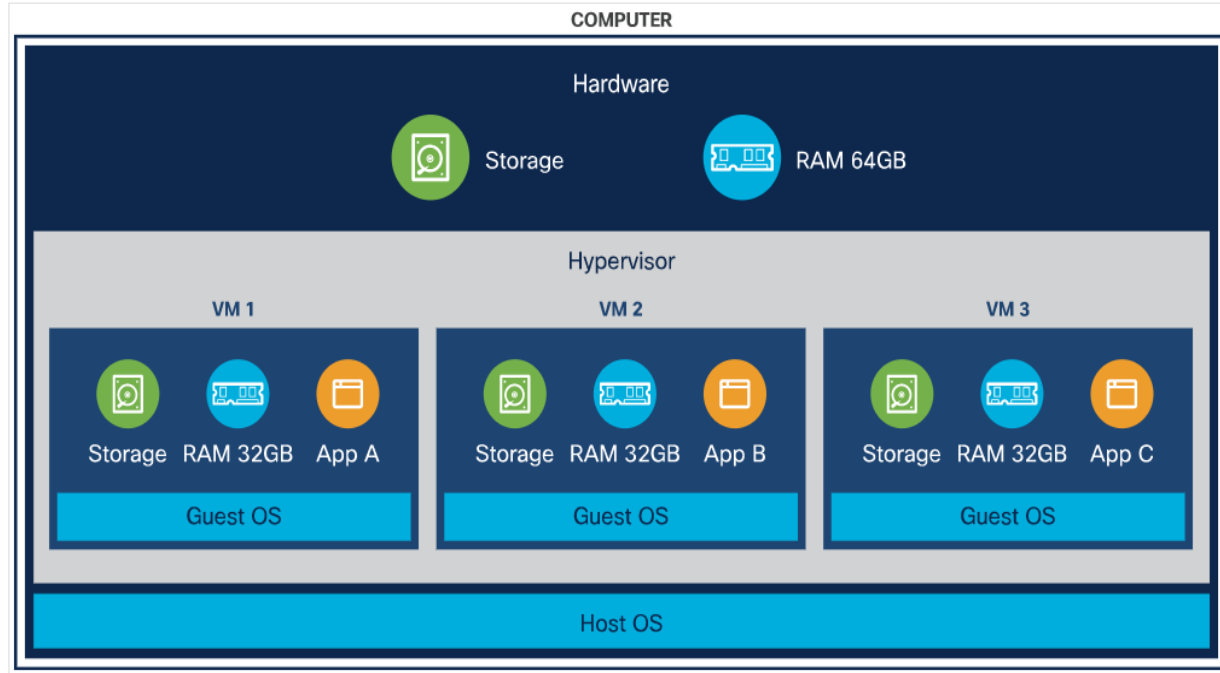 COMPUTER
Hardware
Storage
RAM 64GB
Hypervisor
VM 1
VM 2
VM 3
Storage RAM 32GB App A
Storage RAM 32GB App B
Storage RAM 32GB App C
Guest OS
Guest OS
Guest OS
Host OS